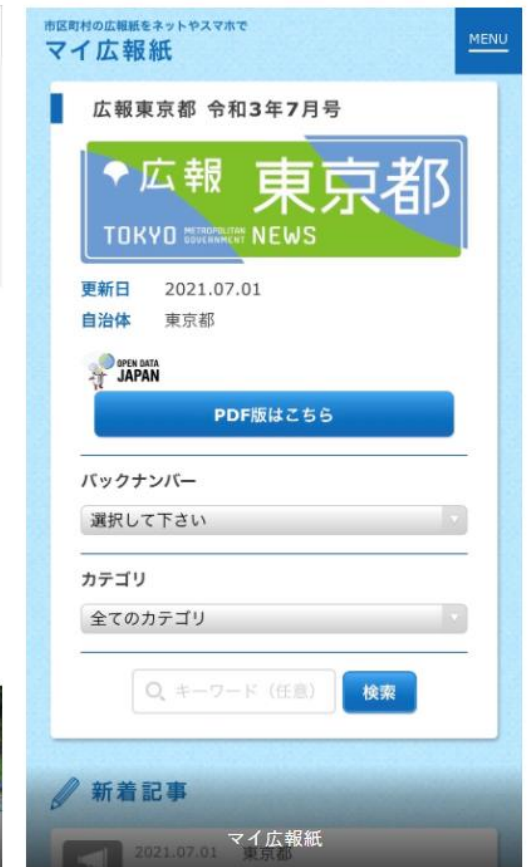 市区町村の広報紙をネットやスマホで
マイ広報紙
MENU
広報東京都 令和3年7月号
広報 東京都
TOKYO METROPOLITAN GOVERNMENT NEWS
更新日 2021.07.01
自治体 東京都
OPEN DATA
JAPAN
PDF版はこちら
バックナンバー
選択して下さい
カテゴリ
全てのカテゴリ
キーワード（任意）
検索
新着記事
2021.07.01 東京都
マイ広報紙